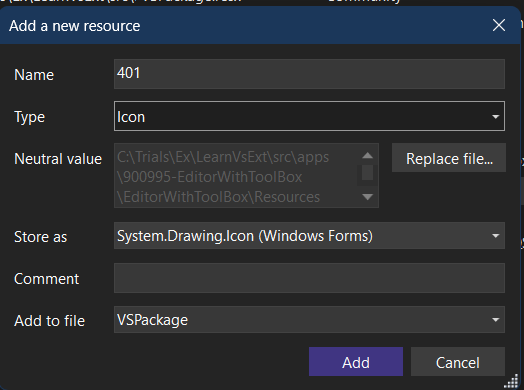 Add a new resource
Name
401
Type
Icon
Neutral value
C:\Trials\Ex\LearnVsExt\src\apps
\900995-EditorWithToolBox
\EditorWithToolBox\Resources
Replace file...
Store as
System.Drawing.Icon (Windows Forms)
Comment
Add to file
VSPackage
Add
Cancel